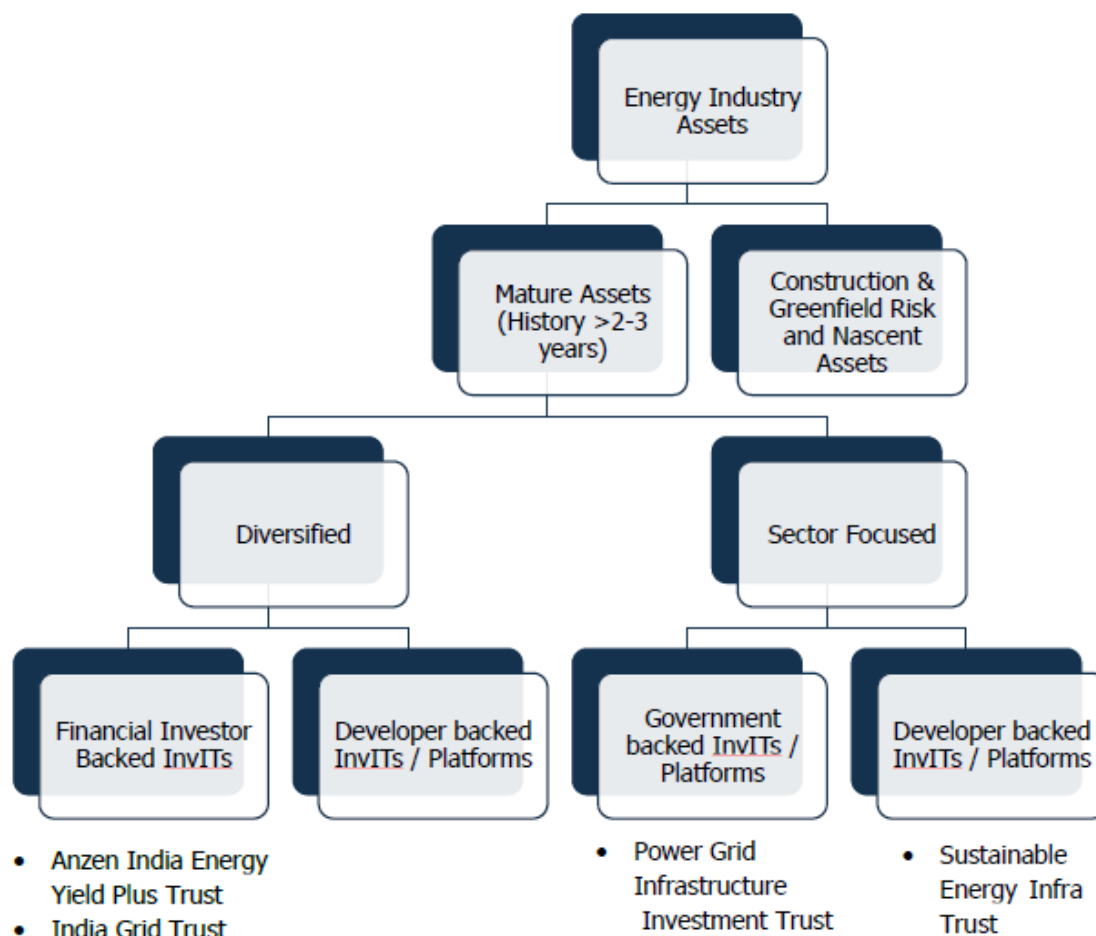 Energy Industry
Assets
Mature Assets
(History >2-3
years)
Construction &
Greenfield Risk
and Nascent
Assets
Diversified
Sector Focused
Financial Investor
Backed InvITs
Developer backed
InvITs / Platforms
Government
backed InvITs /
Platforms
Developer backed
InvITs / Platforms
• Anzen India Energy
Yield Plus Trust
• India Grid Trust
• Power Grid
Infrastructure
Investment Trust
• Sustainable
Energy Infra
Trust